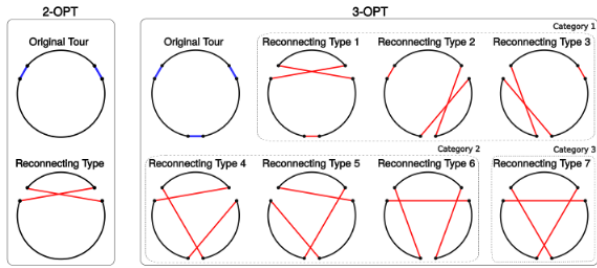 2-OPT
3-OPT
Category 1
Original Tour
Original Tour
Reconnecting Type 1
Reconnecting Type 2
Reconnecting Type 3
Category 2
Category 3
Reconnecting Type
Reconnecting Type 4
Reconnecting Type 5
Reconnecting Type 6
Reconnecting Type 7